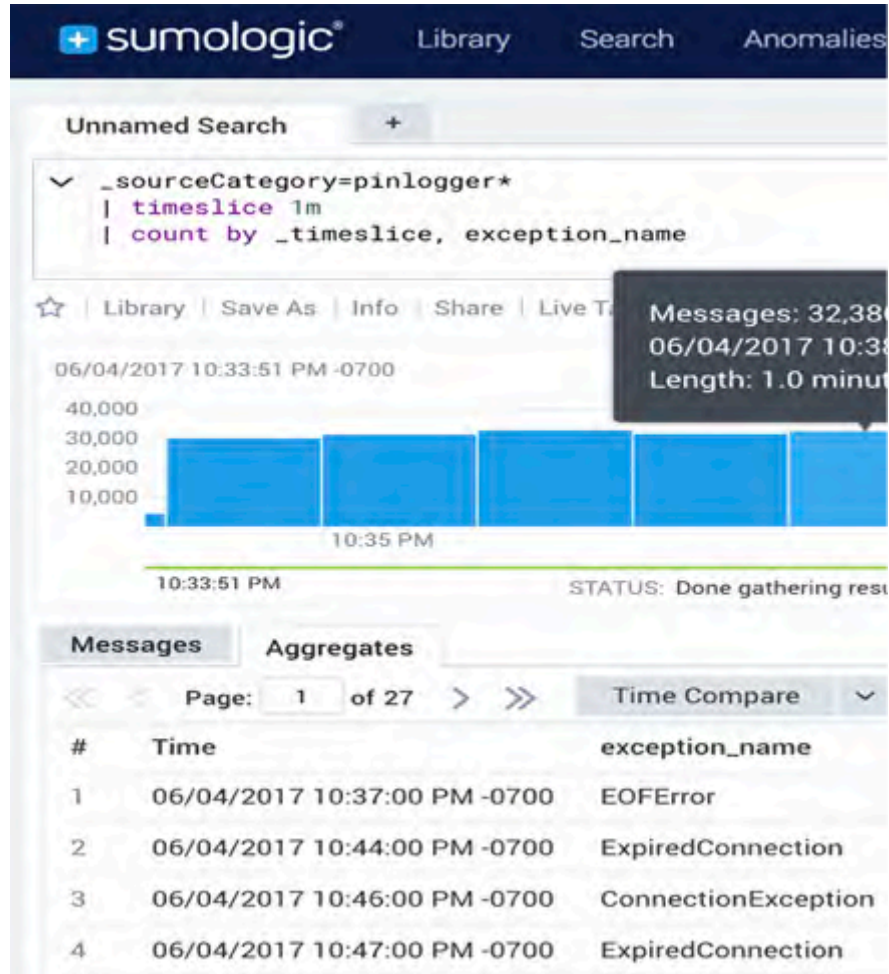 sumologic® Library Search Anomalies
Unnamed Search +
_sourceCategory=pinlogger*
| timeslice 1m
| count by _timeslice, exception_name
Library | Save As | Info | Share | Live T
Messages: 32,38
06/04/2017 10:38
Length: 1.0 minut
06/04/2017 10:33:51 PM -0700
40,000
30,000
20,000
10,000
10:35 PM
10:33:51 PM STATUS: Done gathering resu
Messages Aggregates
Page: 1 of 27 Time Compare
# Time exception_name
1 06/04/2017 10:37:00 PM -0700 EOFError
2 06/04/2017 10:44:00 PM -0700 ExpiredConnection
3 06/04/2017 10:46:00 PM -0700 ConnectionException
4 06/04/2017 10:47:00 PM -0700 ExpiredConnection